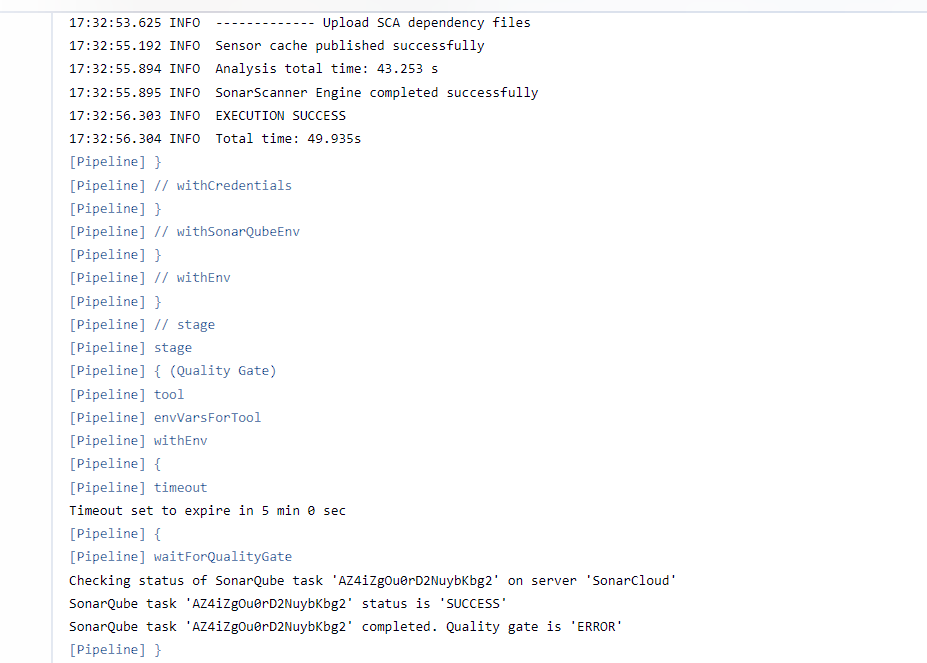 17:32:53.625 INFO  ------------- Upload SCA dependency files
17:32:55.192 INFO  Sensor cache published successfully
17:32:55.894 INFO  Analysis total time: 43.253 s
17:32:55.895 INFO  SonarScanner Engine completed successfully
17:32:56.303 INFO  EXECUTION SUCCESS
17:32:56.304 INFO  Total time: 49.935s
[Pipeline] }
[Pipeline] // withCredentials
[Pipeline] }
[Pipeline] // withSonarQubeEnv
[Pipeline] }
[Pipeline] // withEnv
[Pipeline] }
[Pipeline] // stage
[Pipeline] stage
[Pipeline] { (Quality Gate)
[Pipeline] tool
[Pipeline] envVarsForTool
[Pipeline] withEnv
[Pipeline] {
[Pipeline] timeout
Timeout set to expire in 5 min 0 sec
[Pipeline] {
[Pipeline] waitForQualityGate
Checking status of SonarQube task 'AZ4iZgOu0rD2NuybKbg2' on server 'SonarCloud'
SonarQube task 'AZ4iZgOu0rD2NuybKbg2' status is 'SUCCESS'
SonarQube task 'AZ4iZgOu0rD2NuybKbg2' completed. Quality gate is 'ERROR'
[Pipeline] }